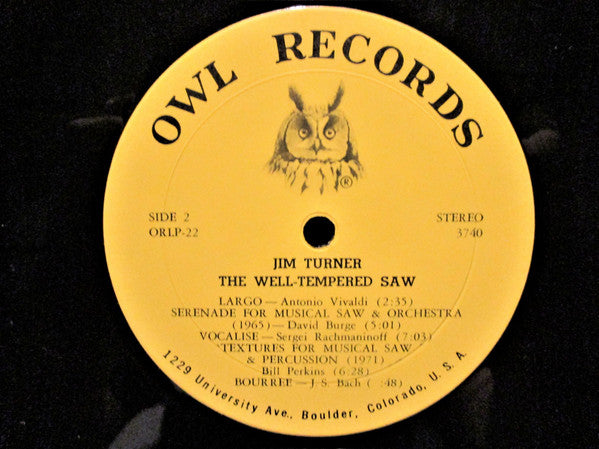 OWL RECORDS
®
SIDE 2
ORLP-22
STEREO
3740
JIM TURNER
THE WELL-TEMPERED SAW
LARGO—Antonio Vivaldi (2:35)
SERENADE FOR MUSICAL SAW & ORCHESTRA
(1965)—David Burge (5:01)
VOCALISE—Sergei Rachmaninoff (7:03)
TEXTURES FOR MUSICAL SAW
& PERCUSSION (1971)
Bill Perkins (6:28)
BOURREE—J. S. Bach ( :48)
1229 University Ave., Boulder, Colorado, U. S. A.